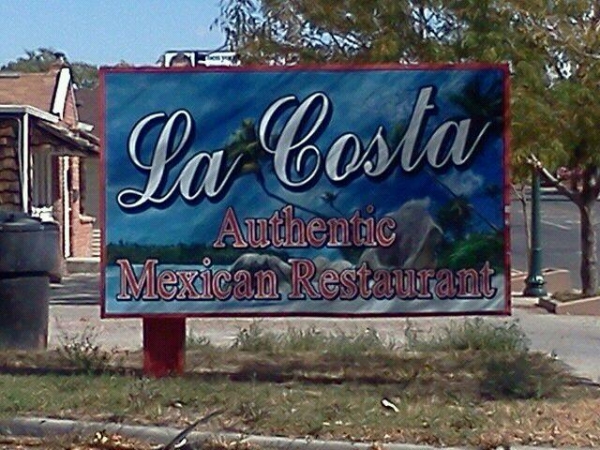 La Costa
Authentic
Mexican Restaurant